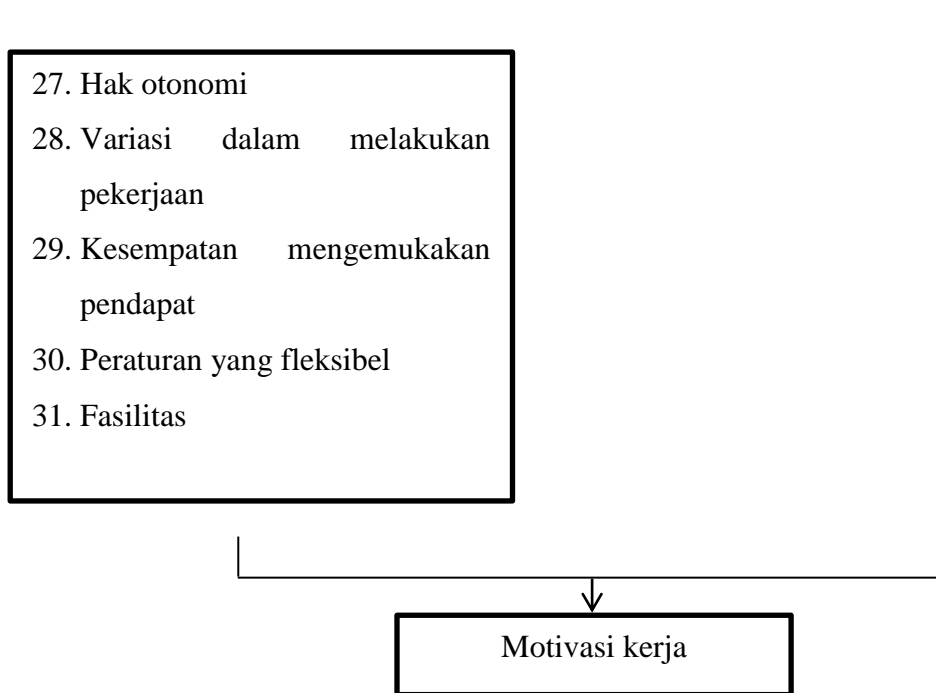 27. Hak otonomi
28. Variasi dalam melakukan
pekerjaan
29. Kesempatan mengemukakan
pendapat
30. Peraturan yang fleksibel
31. Fasilitas
Motivasi kerja